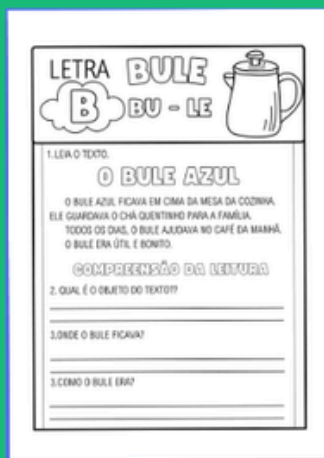 LETRA BULE
B BU - LE
1.LEIA O TEXTO.
O BULE AZUL
O BULE AZUL FICAVA EM CIMA DA MESA DA COZINHA.
ELE GUARDAVA O CHÁ QUENTINHO PARA A FAMÍLIA.
TODOS OS DIAS, O BULE AJUDAVA NO CAFÉ DA MANHÃ.
O BULE ERA ÚTIL E BONITO.
COMPREENSÃO DA LEITURA
2. QUAL É O OBJETO DO TEXTO??
3.ONDE O BULE FICAVA?
3.COMO O BULE ERA?